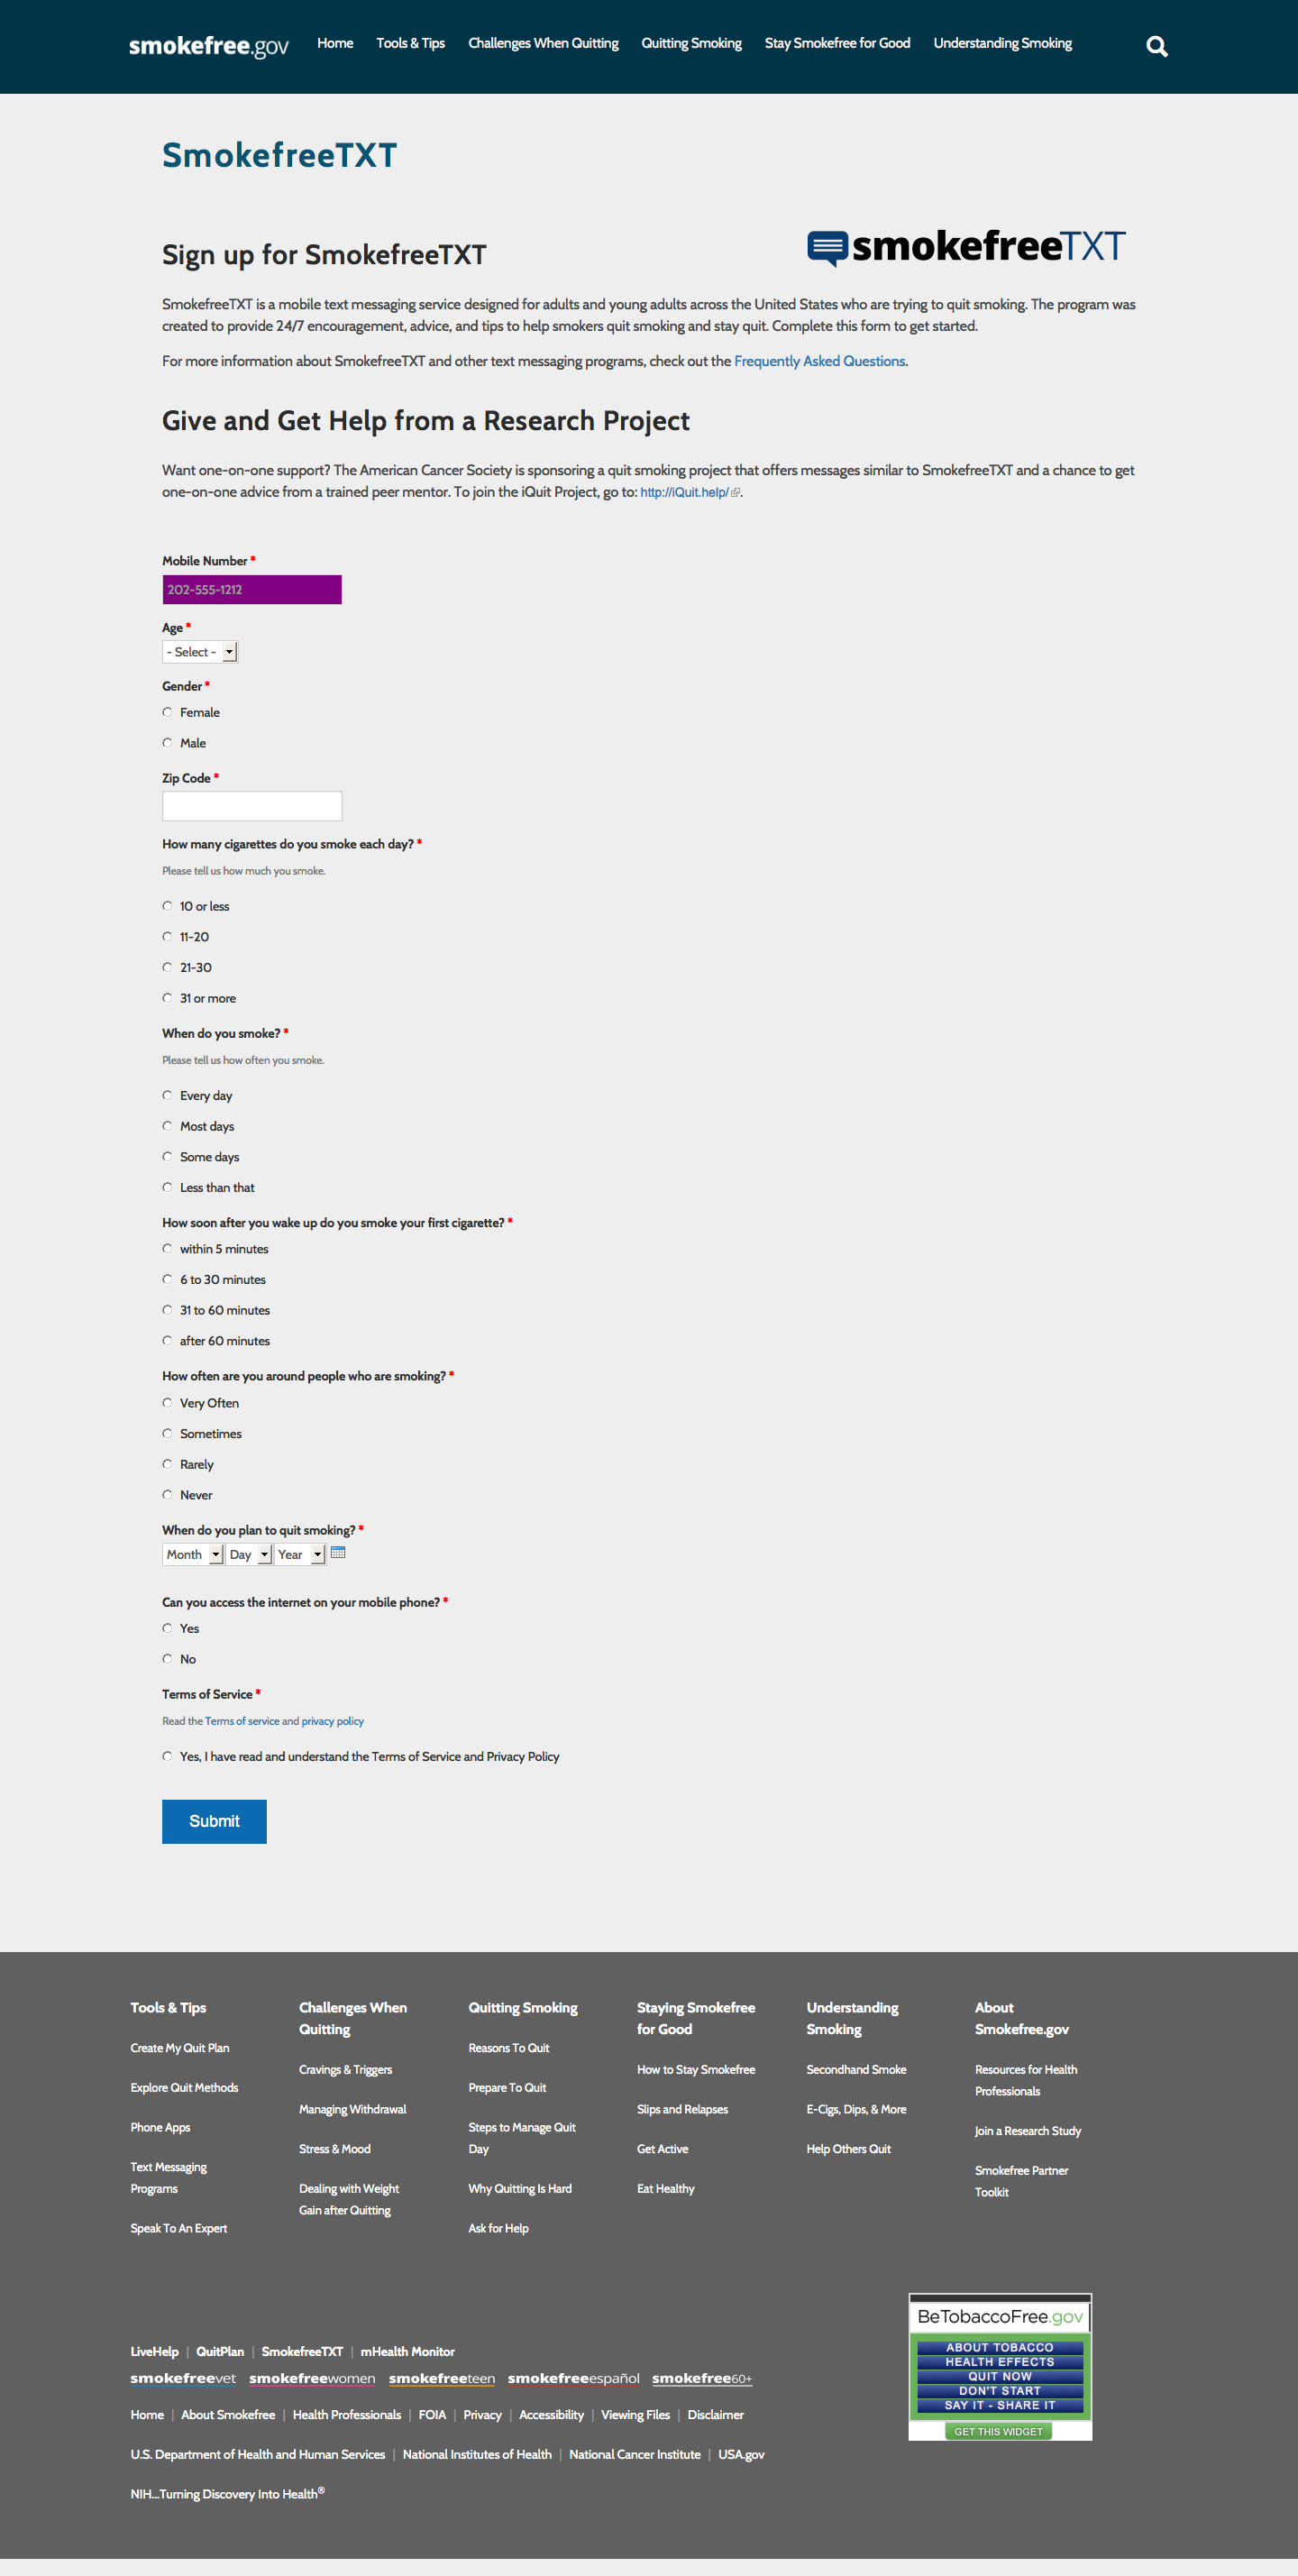 smokefree.gov
Home Tools & Tips Challenges When Quitting Quitting Smoking Stay Smokefree for Good Understanding Smoking
SmokefreeTXT
Sign up for SmokefreeTXT
smokefreeTXT
SmokefreeTXT is a mobile text messaging service designed for adults and young adults across the United States who are trying to quit smoking. The program was
created to provide 24/7 encouragement, advice, and tips to help smokers quit smoking and stay quit. Complete this form to get started.
For more information about SmokefreeTXT and other text messaging programs, check out the Frequently Asked Questions.
Give and Get Help from a Research Project
Want one-on-one support? The American Cancer Society is sponsoring a quit smoking project that offers messages similar to SmokefreeTXT and a chance to get
one-on-one advice from a trained peer mentor. To join the iQuit Project, go to: http://iQuit.help/.
Mobile Number *
202-555-1212
Age *
- Select -
Gender *
Female
Male
Zip Code *
How many cigarettes do you smoke each day? *
Please tell us how much you smoke.
10 or less
11-20
21-30
31 or more
When do you smoke? *
Please tell us how often you smoke.
Every day
Most days
Some days
Less than that
How soon after you wake up do you smoke your first cigarette? *
within 5 minutes
6 to 30 minutes
31 to 60 minutes
after 60 minutes
How often are you around people who are smoking? *
Very Often
Sometimes
Rarely
Never
When do you plan to quit smoking? *
Month Day Year
Can you access the internet on your mobile phone? *
Yes
No
Terms of Service *
Read the Terms of service and privacy policy
Yes, I have read and understand the Terms of Service and Privacy Policy
Submit
Tools & Tips
Create My Quit Plan
Explore Quit Methods
Phone Apps
Text Messaging
Programs
Speak To An Expert
Challenges When
Quitting
Cravings & Triggers
Managing Withdrawal
Stress & Mood
Dealing with Weight
Gain after Quitting
Quitting Smoking
Reasons To Quit
Prepare To Quit
Steps to Manage Quit
Day
Why Quitting Is Hard
Ask for Help
Staying Smokefree
for Good
How to Stay Smokefree
Slips and Relapses
Get Active
Eat Healthy
Understanding
Smoking
Secondhand Smoke
E-Cigs, Dips, & More
Help Others Quit
About
Smokefree.gov
Resources for Health
Professionals
Join a Research Study
Smokefree Partner
Toolkit
LiveHelp | QuitPlan | SmokefreeTXT | mHealth Monitor
smokefreevet smokefreewomen smokefreeteen smokefreeespañol smokefree60+
Home | About Smokefree | Health Professionals | FOIA | Privacy | Accessibility | Viewing Files | Disclaimer
U.S. Department of Health and Human Services | National Institutes of Health | National Cancer Institute | USA.gov
NIH...Turning Discovery Into Health®
BeTobaccoFree.gov
ABOUT TOBACCO
HEALTH EFFECTS
QUIT NOW
DON'T START
SAY IT - SHARE IT
GET THIS WIDGET